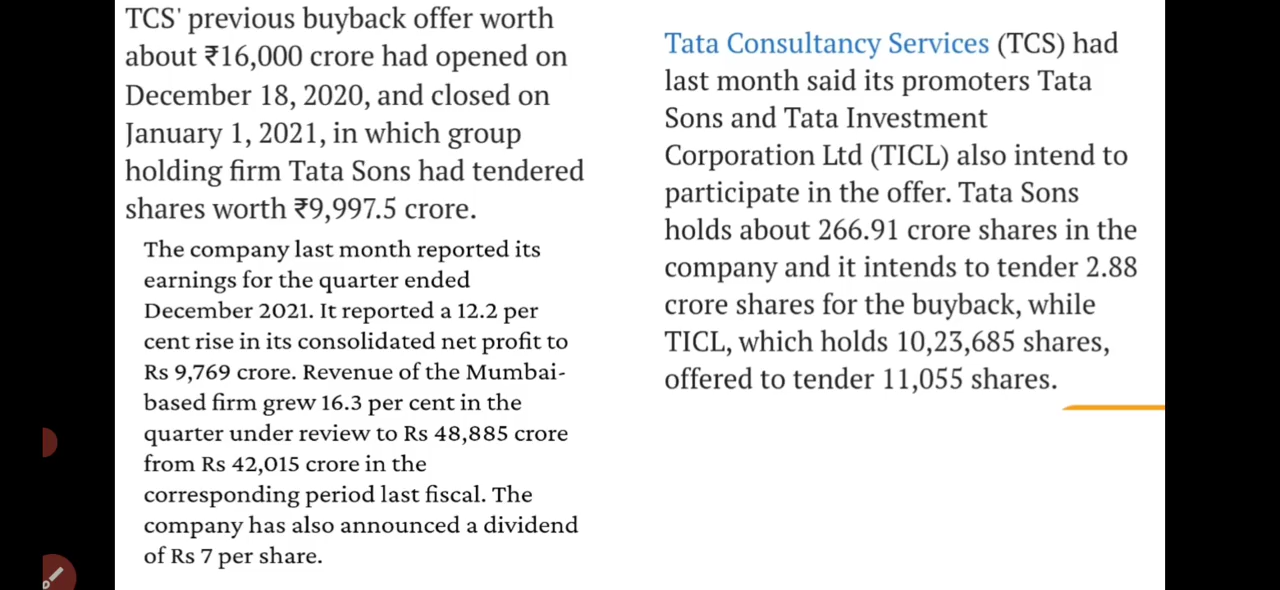 TCS' previous buyback offer worth
about ₹16,000 crore had opened on
December 18, 2020, and closed on
January 1, 2021, in which group
holding firm Tata Sons had tendered
shares worth ₹9,997.5 crore.
The company last month reported its
earnings for the quarter ended
December 2021. It reported a 12.2 per
cent rise in its consolidated net profit to
Rs 9,769 crore. Revenue of the Mumbai-
based firm grew 16.3 per cent in the
quarter under review to Rs 48,885 crore
from Rs 42,015 crore in the
corresponding period last fiscal. The
company has also announced a dividend
of Rs 7 per share.
Tata Consultancy Services (TCS) had
last month said its promoters Tata
Sons and Tata Investment
Corporation Ltd (TICL) also intend to
participate in the offer. Tata Sons
holds about 266.91 crore shares in the
company and it intends to tender 2.88
crore shares for the buyback, while
TICL, which holds 10,23,685 shares,
offered to tender 11,055 shares.